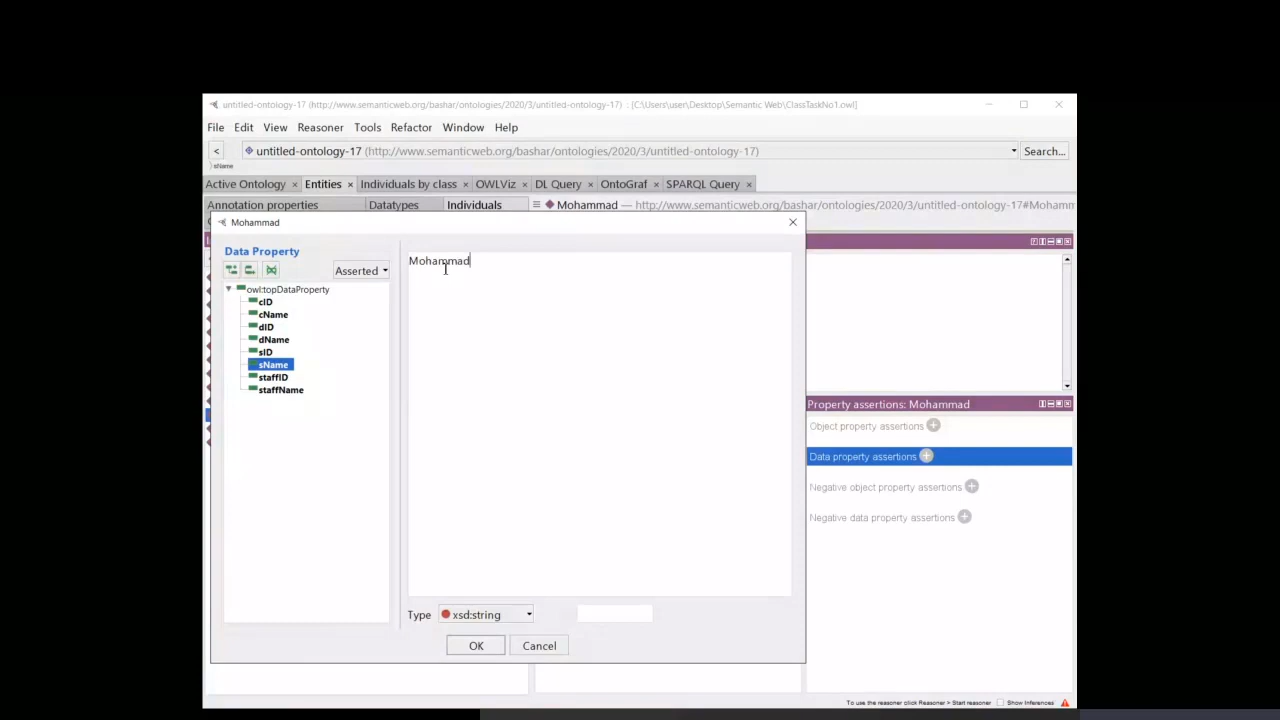 untitled-ontology-17 (http://www.semanticweb.org/bashar/ontologies/2020/3/untitled-ontology-17) : [C:\Users\user\Desktop\Semantic Web\ClassTaskNo1.owl]
File Edit View Reasoner Tools Refactor Window Help
< untitled-ontology-17 (http://www.semanticweb.org/bashar/ontologies/2020/3/untitled-ontology-17) Search...
sName
Active Ontology × Entities × Individuals by class × OWLViz × DL Query × OntoGraf × SPARQL Query ×
Annotation properties Datatypes Individuals ≡ Mohammad — http://www.semanticweb.org/bashar/ontologies/2020/3/untitled-ontology-17#Mohamm
Mohammad
Data Property
Asserted
owl:topDataProperty
cID
cName
dID
dName
sID
sName
staffID
staffName
Mohammad
Type xsd:string
OK Cancel
Property assertions: Mohammad
Object property assertions
Data property assertions
Negative object property assertions
Negative data property assertions
To use the reasoner click Reasoner > Start reasoner Show Inferences